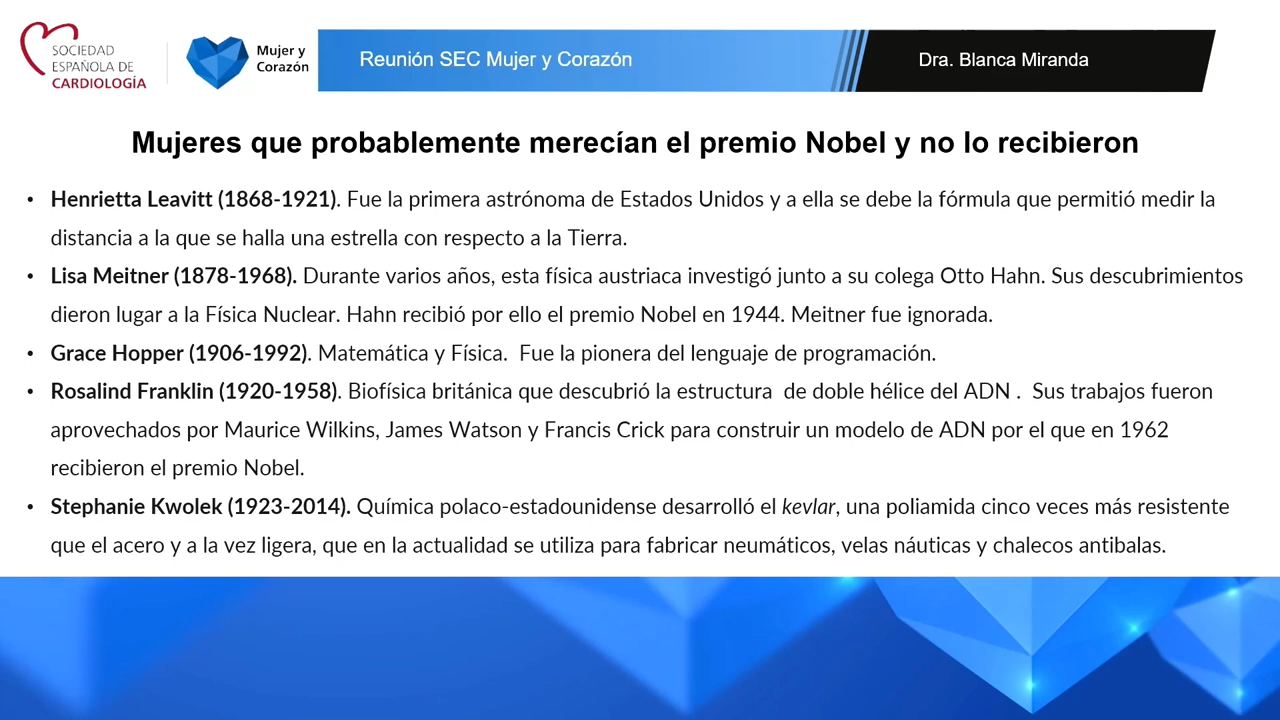 SOCIEDAD
ESPAÑOLA DE
CARDIOLOGÍA
Mujer y
Corazón
Reunión SEC Mujer y Corazón
Dra. Blanca Miranda
Mujeres que probablemente merecían el premio Nobel y no lo recibieron
• Henrietta Leavitt (1868-1921). Fue la primera astrónoma de Estados Unidos y a ella se debe la fórmula que permitió medir la
distancia a la que se halla una estrella con respecto a la Tierra.
• Lisa Meitner (1878-1968). Durante varios años, esta física austriaca investigó junto a su colega Otto Hahn. Sus descubrimientos
dieron lugar a la Física Nuclear. Hahn recibió por ello el premio Nobel en 1944. Meitner fue ignorada.
• Grace Hopper (1906-1992). Matemática y Física.  Fue la pionera del lenguaje de programación.
• Rosalind Franklin (1920-1958). Biofísica británica que descubrió la estructura  de doble hélice del ADN .  Sus trabajos fueron
aprovechados por Maurice Wilkins, James Watson y Francis Crick para construir un modelo de ADN por el que en 1962
recibieron el premio Nobel.
• Stephanie Kwolek (1923-2014). Química polaco-estadounidense desarrolló el kevlar, una poliamida cinco veces más resistente
que el acero y a la vez ligera, que en la actualidad se utiliza para fabricar neumáticos, velas náuticas y chalecos antibalas.